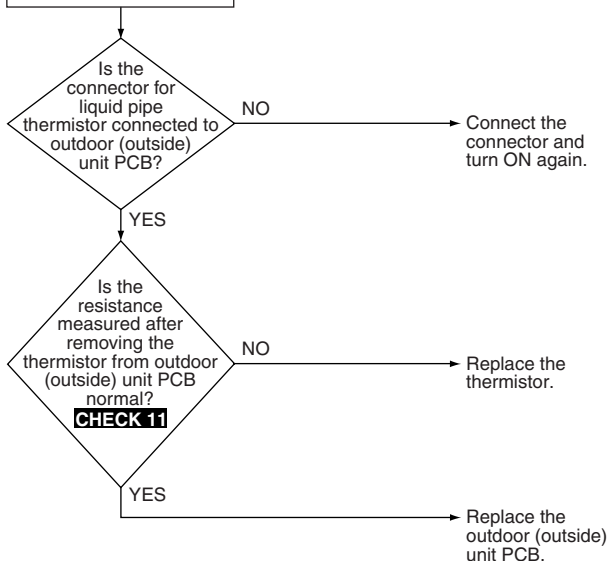 Is the
connector for
liquid pipe
thermistor connected to
outdoor (outside)
unit PCB?
NO
Connect the
connector and
turn ON again.
YES
Is the
resistance
measured after
removing the
thermistor from outdoor
(outside) unit PCB
normal?
CHECK 11
NO
Replace the
thermistor.
YES
Replace the
outdoor (outside)
unit PCB.